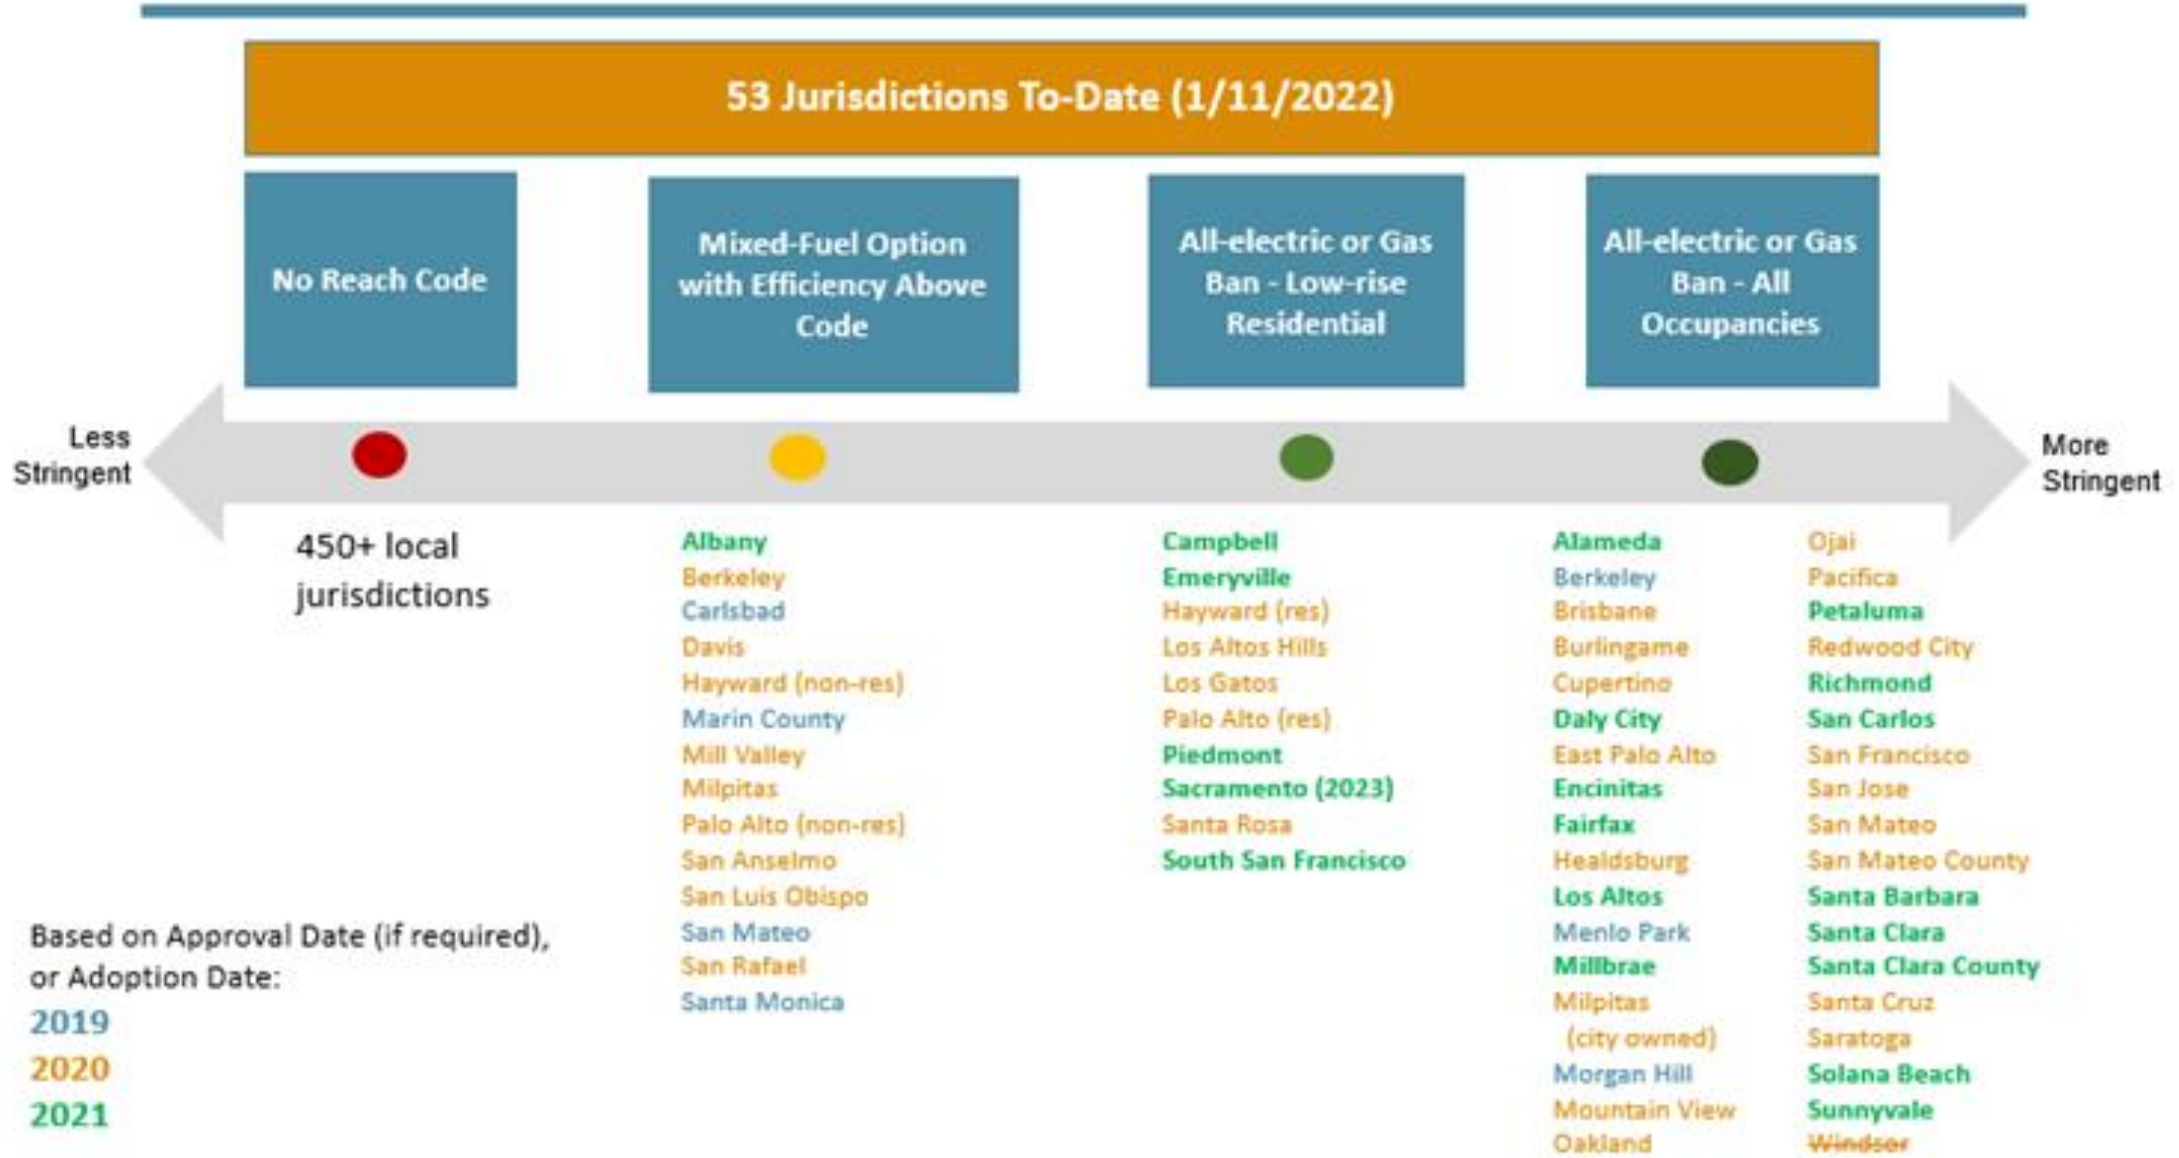 53 Jurisdictions To-Date (1/11/2022)
No Reach Code
Mixed-Fuel Option
with Efficiency Above
Code
All-electric or Gas
Ban - Low-rise
Residential
All-electric or Gas
Ban - All
Occupancies
Less
Stringent
More
Stringent
450+ local
jurisdictions
Albany
Berkeley
Carlsbad
Davis
Hayward (non-res)
Marin County
Mill Valley
Milpitas
Palo Alto (non-res)
San Anselmo
San Luis Obispo
San Mateo
San Rafael
Santa Monica
Campbell
Emeryville
Hayward (res)
Los Altos Hills
Los Gatos
Palo Alto (res)
Piedmont
Sacramento (2023)
Santa Rosa
South San Francisco
Alameda
Berkeley
Brisbane
Burlingame
Cupertino
Daly City
East Palo Alto
Encinitas
Fairfax
Healdsburg
Los Altos
Menlo Park
Millbrae
Milpitas
(city owned)
Morgan Hill
Mountain View
Oakland
Ojai
Pacifica
Petaluma
Redwood City
Richmond
San Carlos
San Francisco
San Jose
San Mateo
San Mateo County
Santa Barbara
Santa Clara
Santa Clara County
Santa Cruz
Saratoga
Solana Beach
Sunnyvale
Windsor
Based on Approval Date (if required),
or Adoption Date:
2019
2020
2021